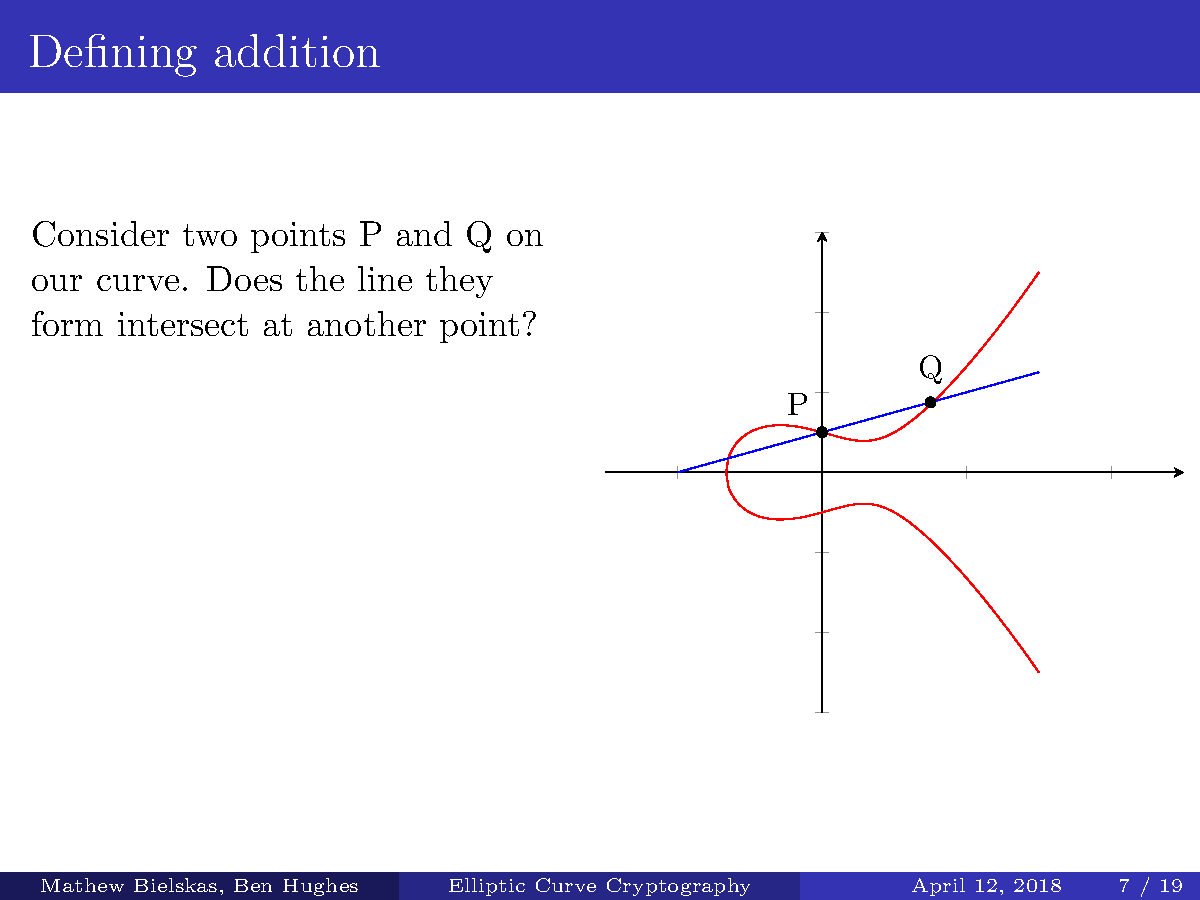 Defining addition
Consider two points P and Q on
our curve. Does the line they
form intersect at another point?
Q
P
Mathew Bielskas, Ben Hughes
Elliptic Curve Cryptography
April 12, 2018
7 / 19